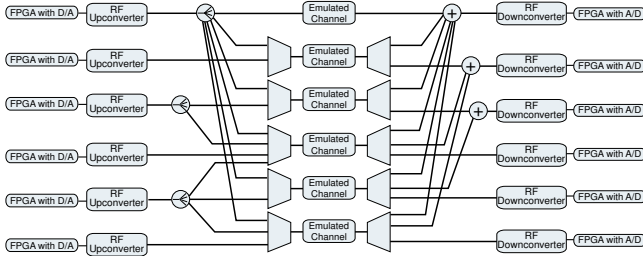 FPGA with D/A
RF
Upconverter
Emulated
Channel
+
RF
Downconverter
FPGA with A/D
FPGA with D/A
RF
Upconverter
Emulated
Channel
+
RF
Downconverter
FPGA with A/D
FPGA with D/A
RF
Upconverter
Emulated
Channel
+
RF
Downconverter
FPGA with A/D
FPGA with D/A
RF
Upconverter
Emulated
Channel
RF
Downconverter
FPGA with A/D
FPGA with D/A
RF
Upconverter
Emulated
Channel
RF
Downconverter
FPGA with A/D
FPGA with D/A
RF
Upconverter
Emulated
Channel
RF
Downconverter
FPGA with A/D